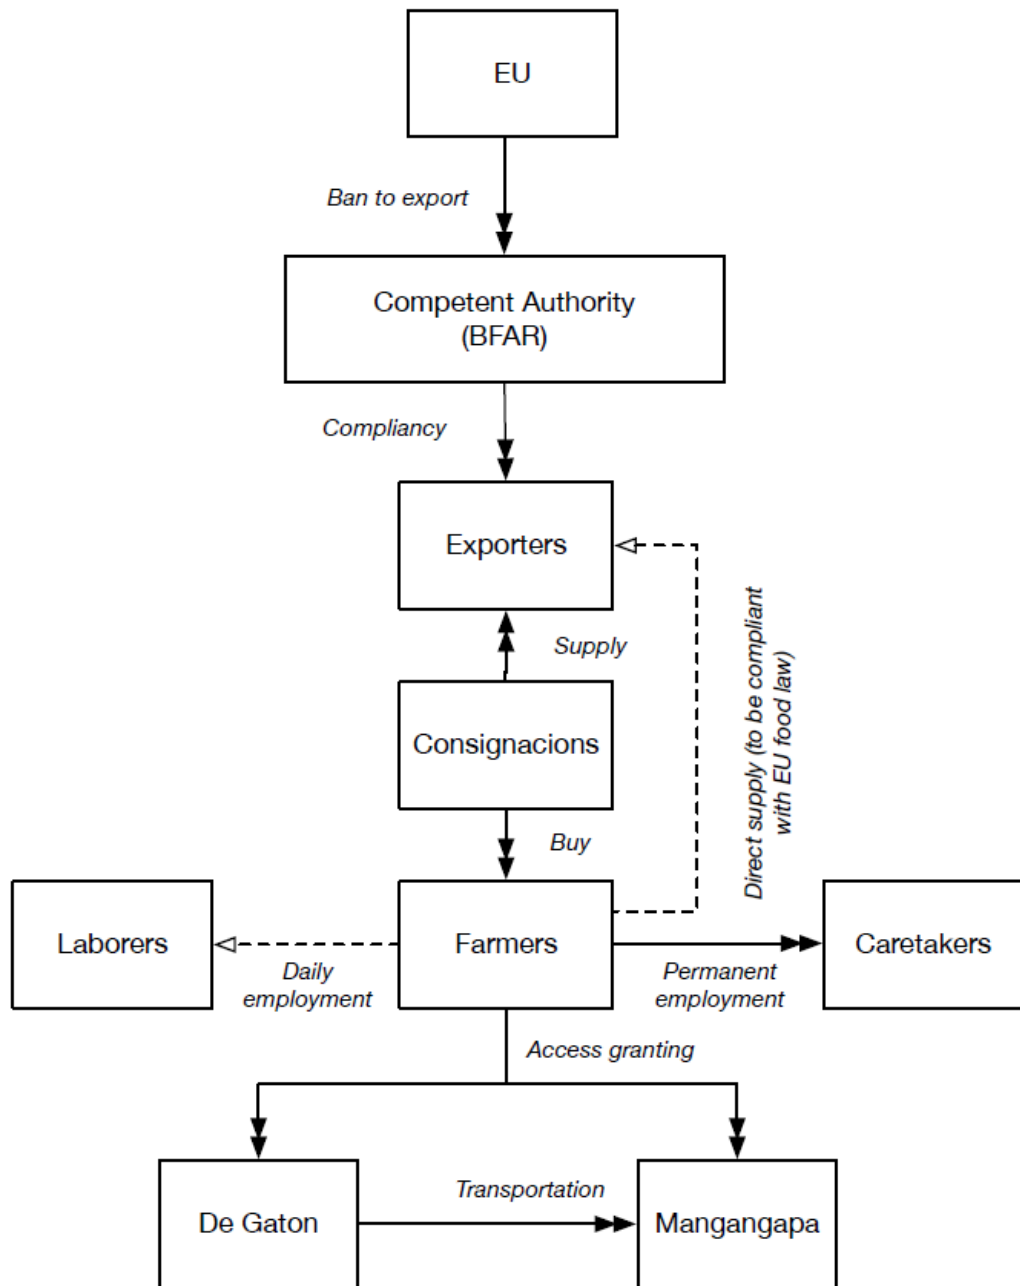 EU
Ban to export
Competent Authority
(BFAR)
Compliancy
Exporters
Supply
Consignacions
Direct supply (to be compliant
with EU food law)
Buy
Laborers
Farmers
Caretakers
Daily
employment
Permanent
employment
Access granting
De Gaton
Transportation
Mangangapa